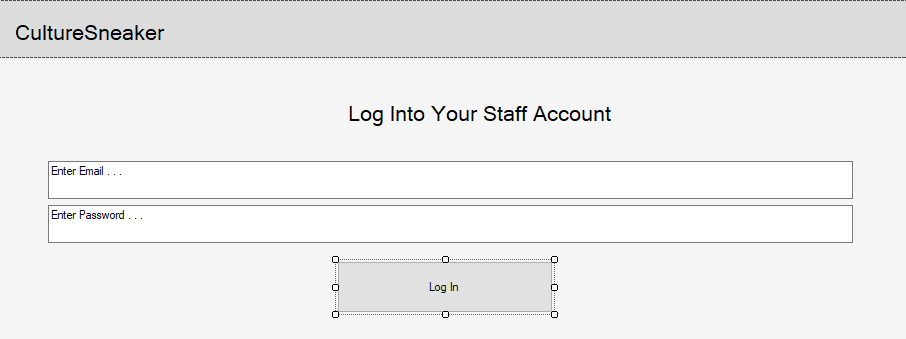 CultureSneaker
Log Into Your Staff Account
Enter Email . . .
Enter Password . . .
Log In